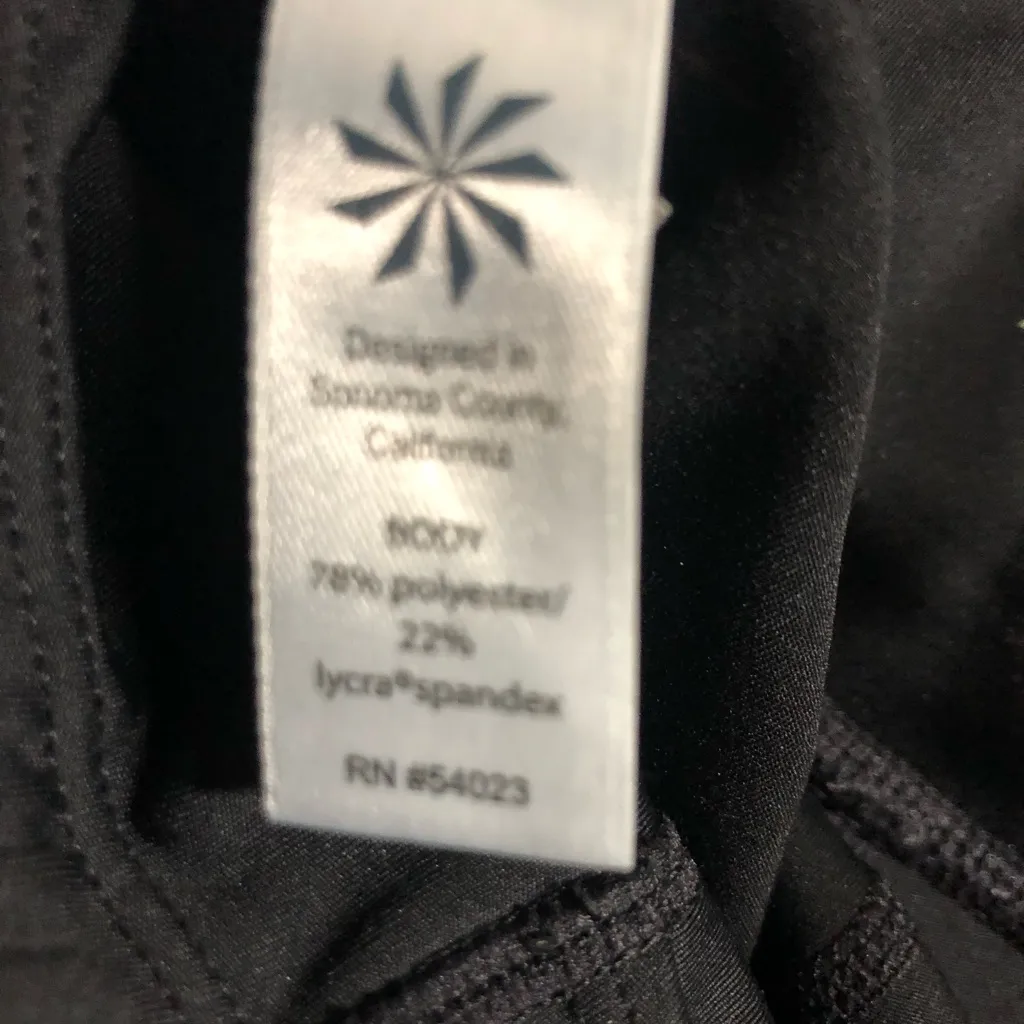 Designed in
Sonoma County,
California
BODY
78% polyester/
22%
lycra®spandex
RN #54023